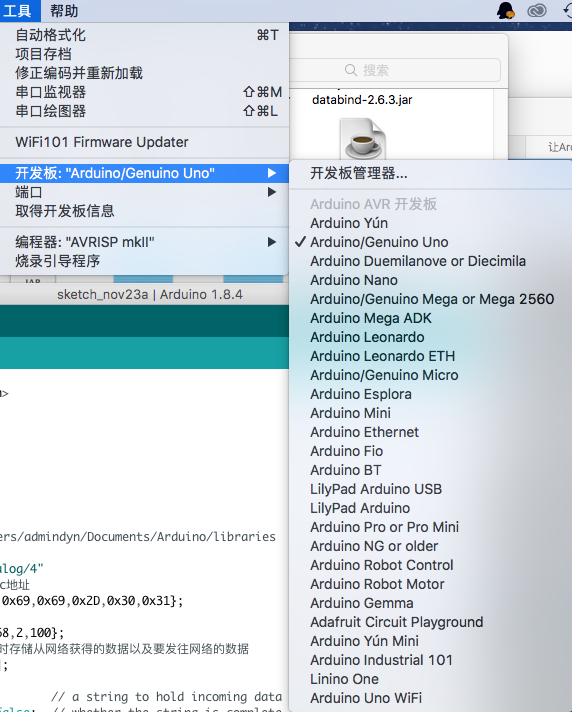 工具 帮助
自动格式化 ⌘T
项目存档
修正编码并重新加载
串口监视器 ⇧⌘M
串口绘图器 ⇧⌘L
WiFi101 Firmware Updater
开发板: "Arduino/Genuino Uno"
端口
取得开发板信息
编程器: "AVRISP mkII"
烧录引导程序
搜索
databind-2.6.3.jar
让Ar
开发板管理器...
Arduino AVR 开发板
Arduino Yún
✓ Arduino/Genuino Uno
Arduino Duemilanove or Diecimila
Arduino Nano
Arduino/Genuino Mega or Mega 2560
Arduino Mega ADK
Arduino Leonardo
Arduino Leonardo ETH
Arduino/Genuino Micro
Arduino Esplora
Arduino Mini
Arduino Ethernet
Arduino Fio
Arduino BT
LilyPad Arduino USB
LilyPad Arduino
Arduino Pro or Pro Mini
Arduino NG or older
Arduino Robot Control
Arduino Robot Motor
Arduino Gemma
Adafruit Circuit Playground
Arduino Yún Mini
Arduino Industrial 101
Linino One
Arduino Uno WiFi
sketch_nov23a | Arduino 1.8.4
>
ers/admindyn/Documents/Arduino/libraries
alog/4"
c地址
0x69,0x69,0x2D,0x30,0x31};
68,2,100};
时存储从网络获得的数据以及要发往网络的数据
];
// a string to hold incoming data
false; // whether the string is complete